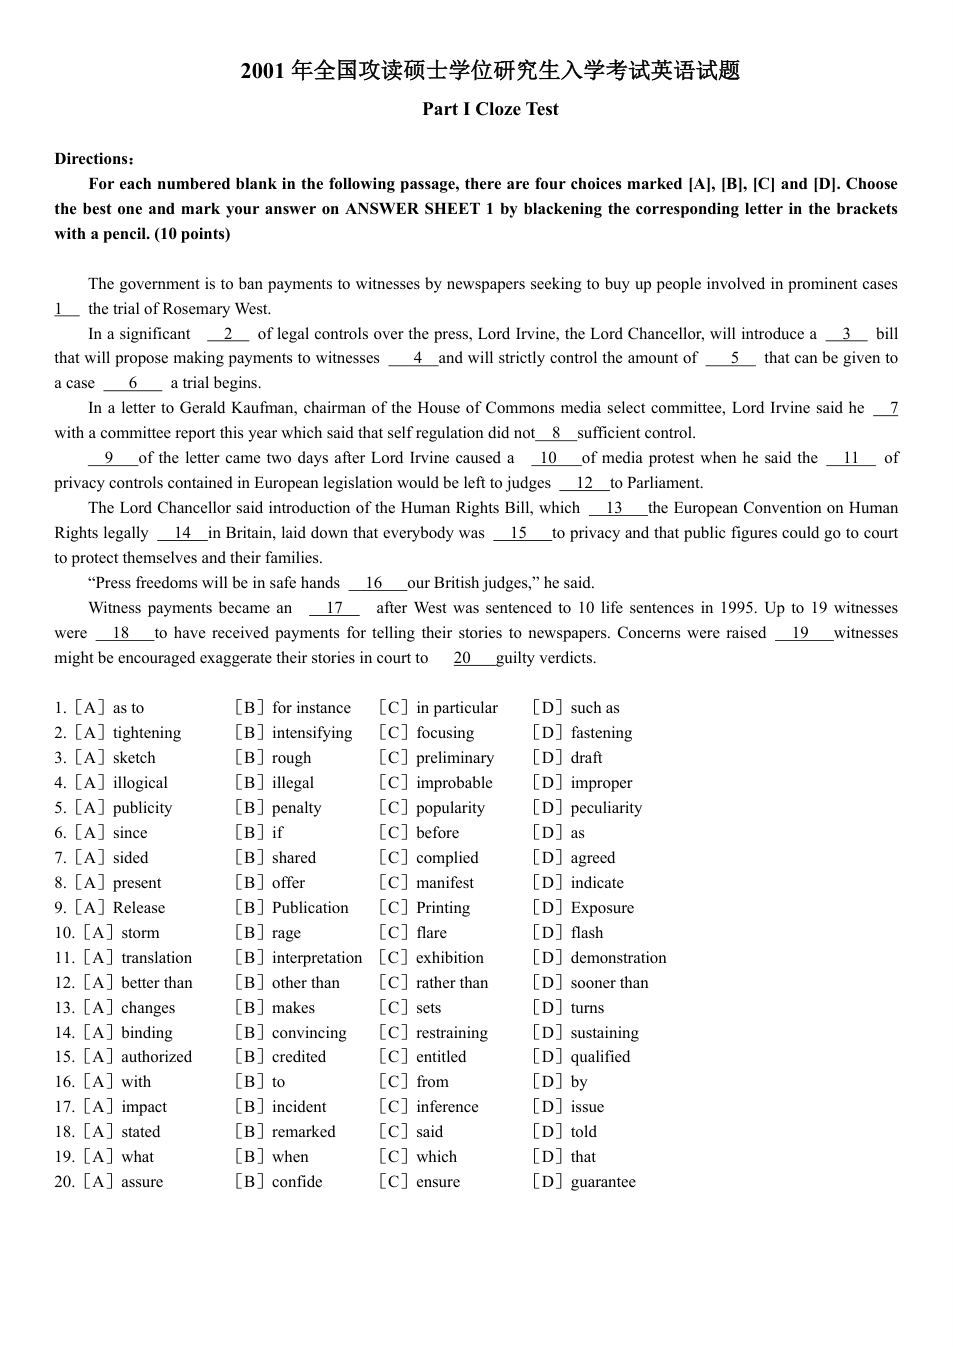 2001 年全国攻读硕士学位研究生入学考试英语试题
Part I Cloze Test
Directions：
For each numbered blank in the following passage, there are four choices marked [A], [B], [C] and [D]. Choose
the best one and mark your answer on ANSWER SHEET 1 by blackening the corresponding letter in the brackets
with a pencil. (10 points)
The government is to ban payments to witnesses by newspapers seeking to buy up people involved in prominent cases
1 the trial of Rosemary West.
In a significant 2 of legal controls over the press, Lord Irvine, the Lord Chancellor, will introduce a 3 bill
that will propose making payments to witnesses 4 and will strictly control the amount of 5 that can be given to
a case 6 a trial begins.
In a letter to Gerald Kaufman, chairman of the House of Commons media select committee, Lord Irvine said he 7
with a committee report this year which said that self regulation did not 8 sufficient control.
9 of the letter came two days after Lord Irvine caused a 10 of media protest when he said the 11 of
privacy controls contained in European legislation would be left to judges 12 to Parliament.
The Lord Chancellor said introduction of the Human Rights Bill, which 13 the European Convention on Human
Rights legally 14 in Britain, laid down that everybody was 15 to privacy and that public figures could go to court
to protect themselves and their families.
“Press freedoms will be in safe hands 16 our British judges,” he said.
Witness payments became an 17 after West was sentenced to 10 life sentences in 1995. Up to 19 witnesses
were 18 to have received payments for telling their stories to newspapers. Concerns were raised 19 witnesses
might be encouraged exaggerate their stories in court to 20 guilty verdicts.
1.［A］as to ［B］for instance ［C］in particular ［D］such as
2.［A］tightening ［B］intensifying ［C］focusing ［D］fastening
3.［A］sketch ［B］rough ［C］preliminary ［D］draft
4.［A］illogical ［B］illegal ［C］improbable ［D］improper
5.［A］publicity ［B］penalty ［C］popularity ［D］peculiarity
6.［A］since ［B］if ［C］before ［D］as
7.［A］sided ［B］shared ［C］complied ［D］agreed
8.［A］present ［B］offer ［C］manifest ［D］indicate
9.［A］Release ［B］Publication ［C］Printing ［D］Exposure
10.［A］storm ［B］rage ［C］flare ［D］flash
11.［A］translation ［B］interpretation ［C］exhibition ［D］demonstration
12.［A］better than ［B］other than ［C］rather than ［D］sooner than
13.［A］changes ［B］makes ［C］sets ［D］turns
14.［A］binding ［B］convincing ［C］restraining ［D］sustaining
15.［A］authorized ［B］credited ［C］entitled ［D］qualified
16.［A］with ［B］to ［C］from ［D］by
17.［A］impact ［B］incident ［C］inference ［D］issue
18.［A］stated ［B］remarked ［C］said ［D］told
19.［A］what ［B］when ［C］which ［D］that
20.［A］assure ［B］confide ［C］ensure ［D］guarantee